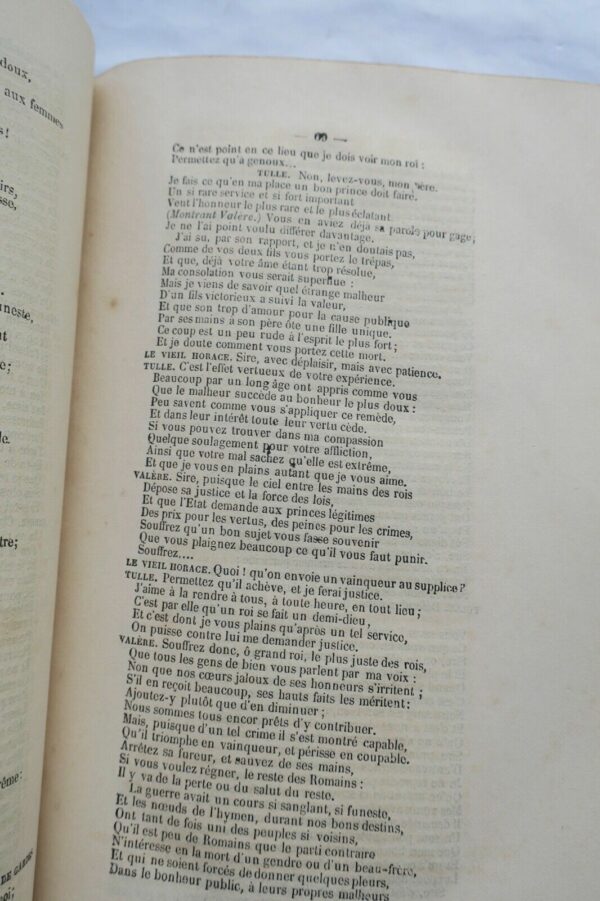 doux,
aux femmes
s!
irs,
sse,
neste,
t
e;
le.
tre;
rême:
DE GARDES
oi;
— 69 —
Ce n'est point en ce lieu que je dois voir mon roi :
Permettez qu'à genoux...
TULLE. Non, levez-vous, mon père.
Je fais ce qu'en ma place un bon prince doit faire.
Un si rare service et si fort important
Veut l'honneur le plus rare et le plus éclatant.
(Montrant Valère.) Vous en aviez déjà sa parole pour gage;
Je ne l'ai point voulu différer davantage.
J'ai su, par son rapport, et je n'en doutais pas,
Comme de vos deux fils vous portez le trépas,
Et que, déjà votre âme étant trop résolue,
Ma consolation vous serait superflue :
Mais je viens de savoir quel étrange malheur
D'un fils victorieux a suivi la valeur,
Et que son trop d'amour pour la cause publique
Par ses mains à son père ôte une fille unique.
Ce coup est un peu rude à l'esprit le plus fort;
Et je doute comment vous portez cette mort.
LE VIEIL HORACE. Sire, avec déplaisir, mais avec patience.
TULLE. C'est l'effet vertueux de votre expérience.
Beaucoup par un long âge ont appris comme vous
Que le malheur succède au bonheur le plus doux :
Peu savent comme vous s'appliquer ce remède,
Et dans leur intérêt toute leur vertu cède.
Si vous pouvez trouver dans ma compassion
Quelque soulagement pour votre affliction,
Ainsi que votre mal sachez qu'elle est extrême,
Et que je vous en plains autant que je vous aime.
VALÈRE. Sire, puisque le ciel entre les mains des rois
Dépose sa justice et la force des lois,
Et que l'Etat demande aux princes légitimes
Des prix pour les vertus, des peines pour les crimes,
Souffrez qu'un bon sujet vous fasse souvenir
Que vous plaignez beaucoup ce qu'il vous faut punir.
Souffrez....
LE VIEIL HORACE. Quoi ! qu'on envoie un vainqueur au supplice?
TULLE. Permettez qu'il achève, et je ferai justice.
J'aime à la rendre à tous, à toute heure, en tout lieu;
C'est par elle qu'un roi se fait un demi-dieu,
Et c'est dont je vous plains qu'après un tel service,
On puisse contre lui me demander justice.
VALÈRE. Souffrez donc, ô grand roi, le plus juste des rois,
Que tous les gens de bien vous parlent par ma voix :
Non que nos cœurs jaloux de ses honneurs s'irritent ;
S'il en reçoit beaucoup, ses hauts faits les méritent:
Ajoutez-y plutôt que d'en diminuer ;
Nous sommes tous encor prêts d'y contribuer.
Mais, puisque d'un tel crime il s'est montré capable,
Qu'il triomphe en vainqueur, et périsse en coupable.
Arrêtez sa fureur, et sauvez de ses mains,
Si vous voulez régner, le reste des Romains :
Il y va de la perte ou du salut du reste.
La guerre avait un cours si sanglant, si funeste,
Et les nœuds de l'hymen, durant nos bons destins,
Ont tant de fois uni des peuples si voisins,
Qu'il est peu de Romains que le parti contraire
N'intéresse en la mort d'un gendre ou d'un beau-frère,
Et qui ne soient forcés de donner quelques pleurs,
Dans le bonheur public, à leurs propres malheurs